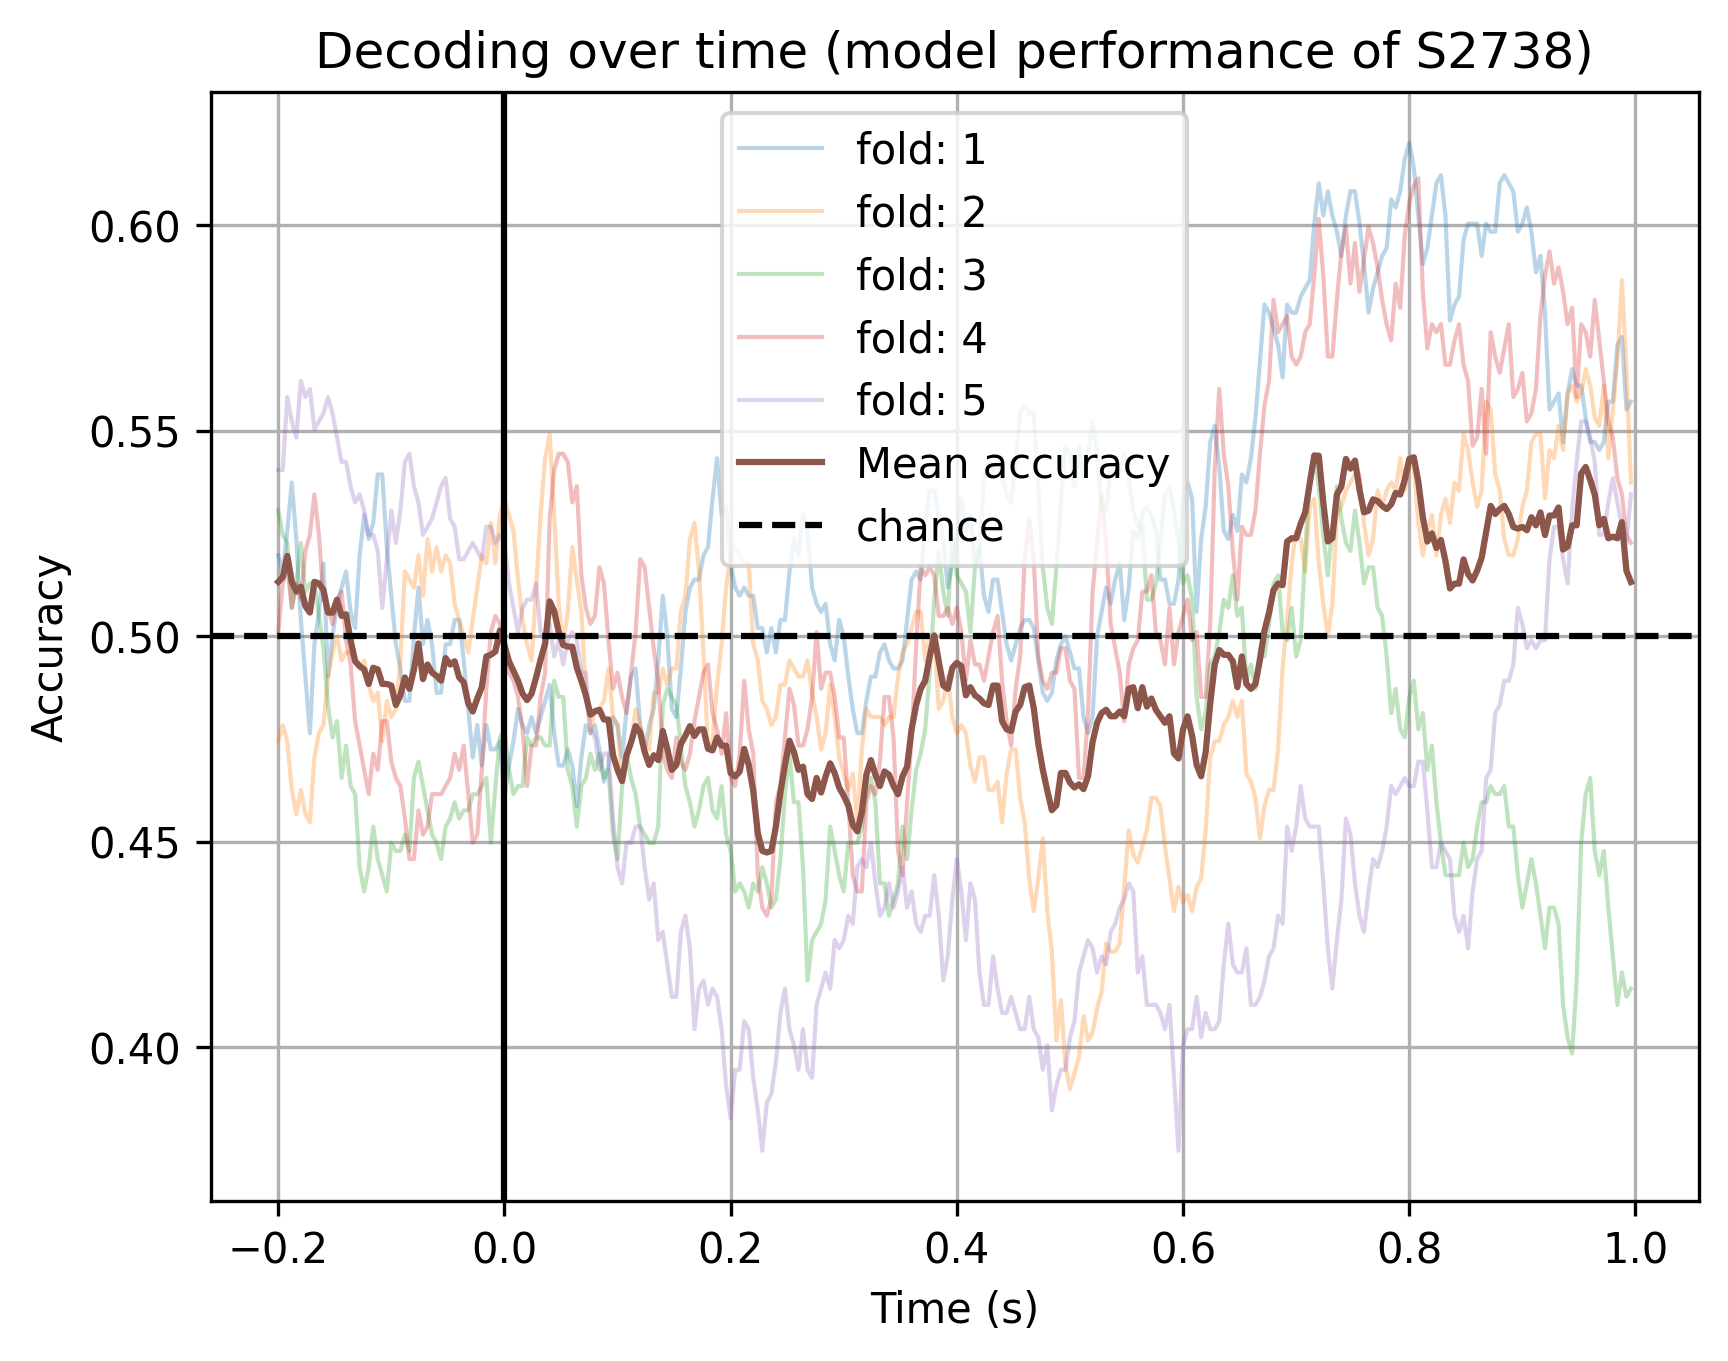 Decoding over time (model performance of S2738)
fold: 1
fold: 2
fold: 3
fold: 4
fold: 5
Mean accuracy
chance
Accuracy
0.60
0.55
0.50
0.45
0.40
−0.2 0.0 0.2 0.4 0.6 0.8 1.0
Time (s)